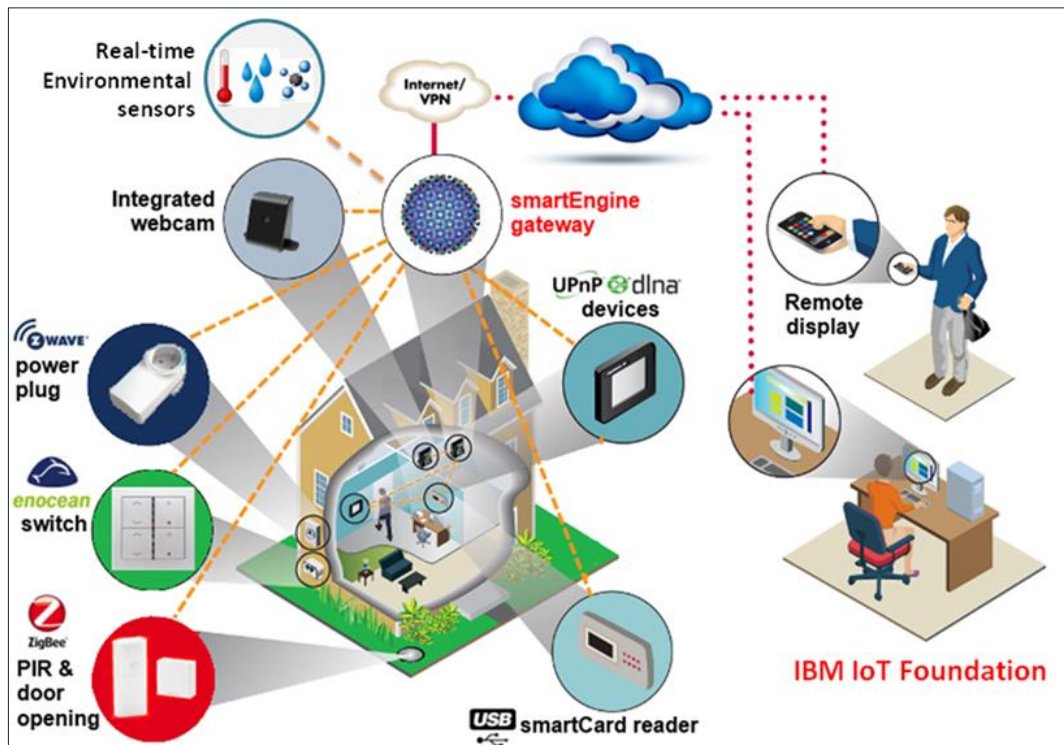 Real-time
Environmental
sensors
Internet/
VPN
Integrated
webcam
smartEngine
gateway
UPnP dlna
devices
Remote
display
Z WAVE
power
plug
enocean
switch
Z
ZigBee
PIR &
door
opening
USB smartCard reader
IBM IoT Foundation